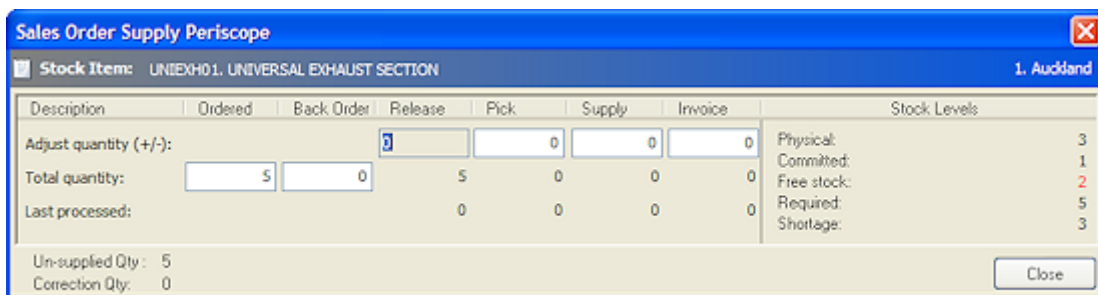 Sales Order Supply Periscope
Stock Item: UNIEXH01. UNIVERSAL EXHAUST SECTION 1. Auckland
Description Ordered Back Order Release Pick Supply Invoice Stock Levels
Adjust quantity (+/-): 0 0 0 0
Total quantity: 5 0 5 0 0 0
Last processed: 0 0 0 0
Physical: 3
Committed: 1
Free stock: 2
Required: 5
Shortage: 3
Un-supplied Qty : 5
Correction Qty: 0
Close